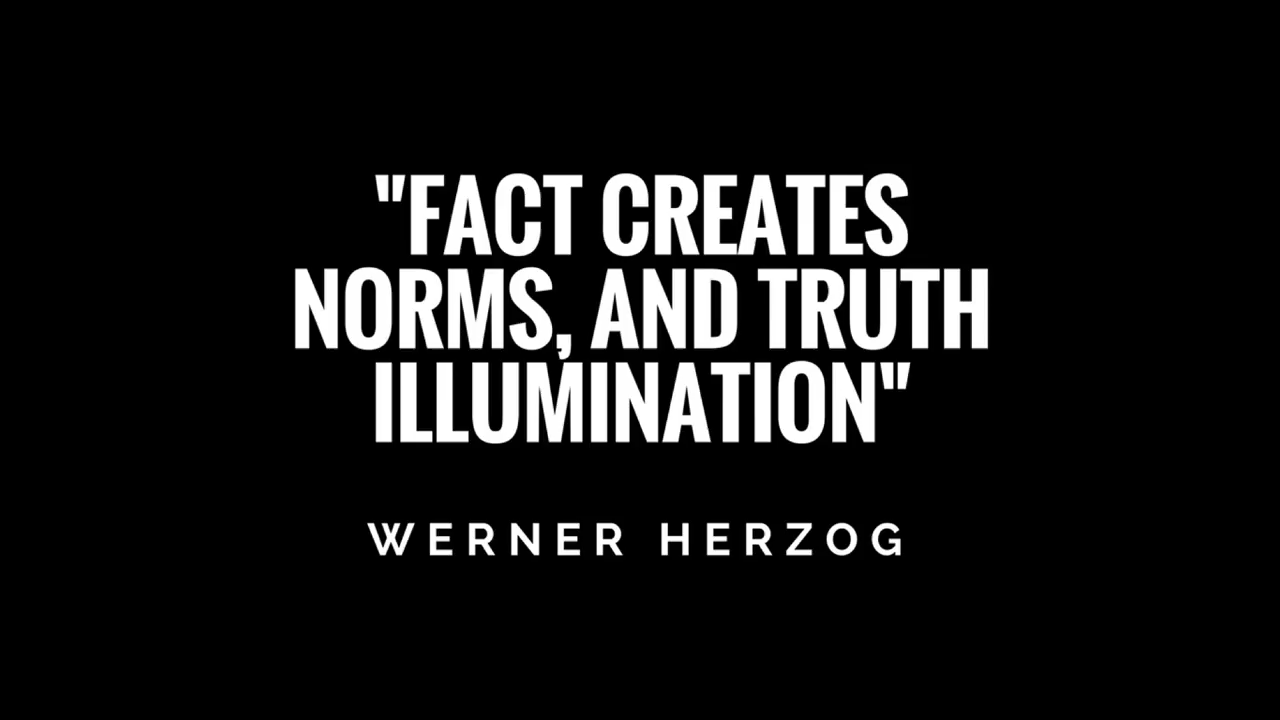 "FACT CREATES
NORMS, AND TRUTH
ILLUMINATION"
WERNER HERZOG